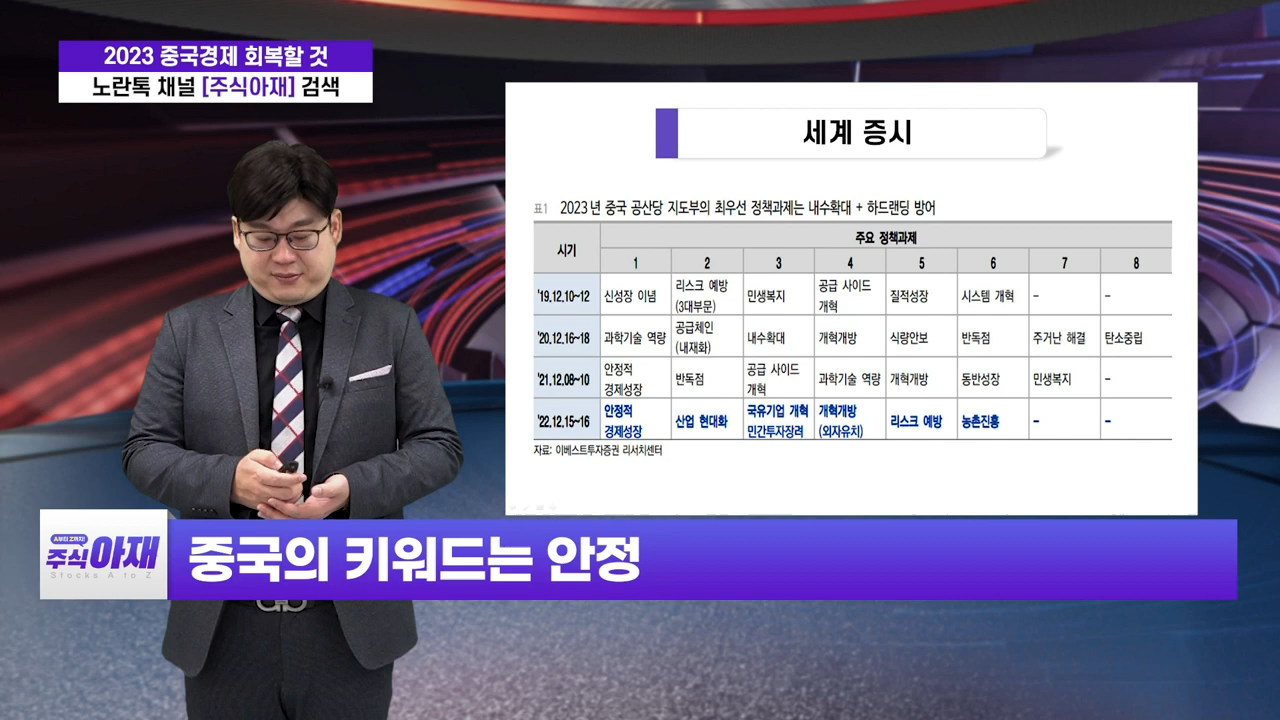 2023 중국경제 회복할 것
노란톡 채널 [주식아재] 검색
세계 증시
표1 2023년 중국 공산당 지도부의 최우선 정책과제는 내수확대 + 하드랜딩 방어
시기
주요 정책과제
1 2 3 4 5 6 7 8
'19.12.10~12 신성장 이념 리스크 예방 (3대부문) 민생복지 공급 사이드 개혁 질적성장 시스템 개혁 - -
'20.12.16~18 과학기술 역량 공급체인 (내재화) 내수확대 개혁개방 식량안보 반독점 주거난 해결 탄소중립
'21.12.08~10 안정적 경제성장 반독점 공급 사이드 개혁 과학기술 역량 개혁개방 동반성장 민생복지 -
'22.12.15~16 안정적 경제성장 산업 현대화 국유기업 개혁 민간투자장려 개혁개방 (외자유치) 리스크 예방 농촌진흥 - -
자료: 이베스트투자증권 리서치센터
A부터 Z까지!
주식아재
Stocks A to Z
중국의 키워드는 안정